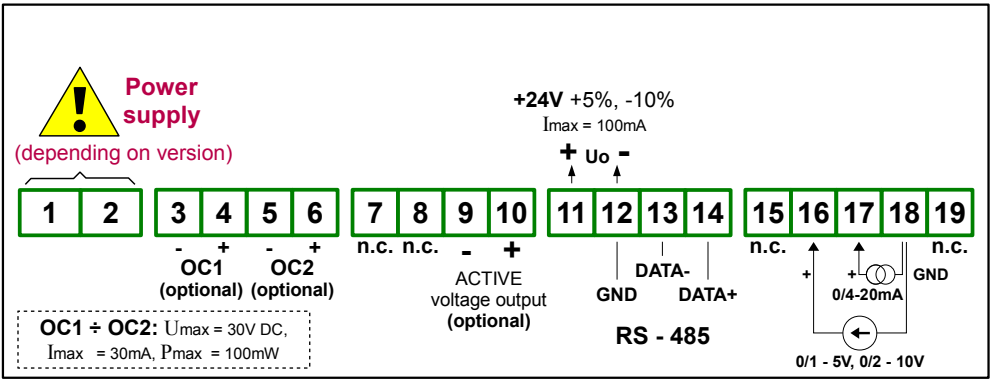 Power
supply
(depending on version)
+24V +5%, -10%
Imax = 100mA
+ Uo -
1 2 3 4 5 6 7 8 9 10 11 12 13 14 15 16 17 18 19
- + - + n.c. n.c. - + n.c. n.c.
OC1 OC2
(optional) (optional)
ACTIVE
voltage output
(optional)
DATA-
GND DATA+
RS - 485
+ + GND
0/4-20mA
0/1 - 5V, 0/2 - 10V
OC1 ÷ OC2: Umax = 30V DC,
Imax = 30mA, Pmax = 100mW